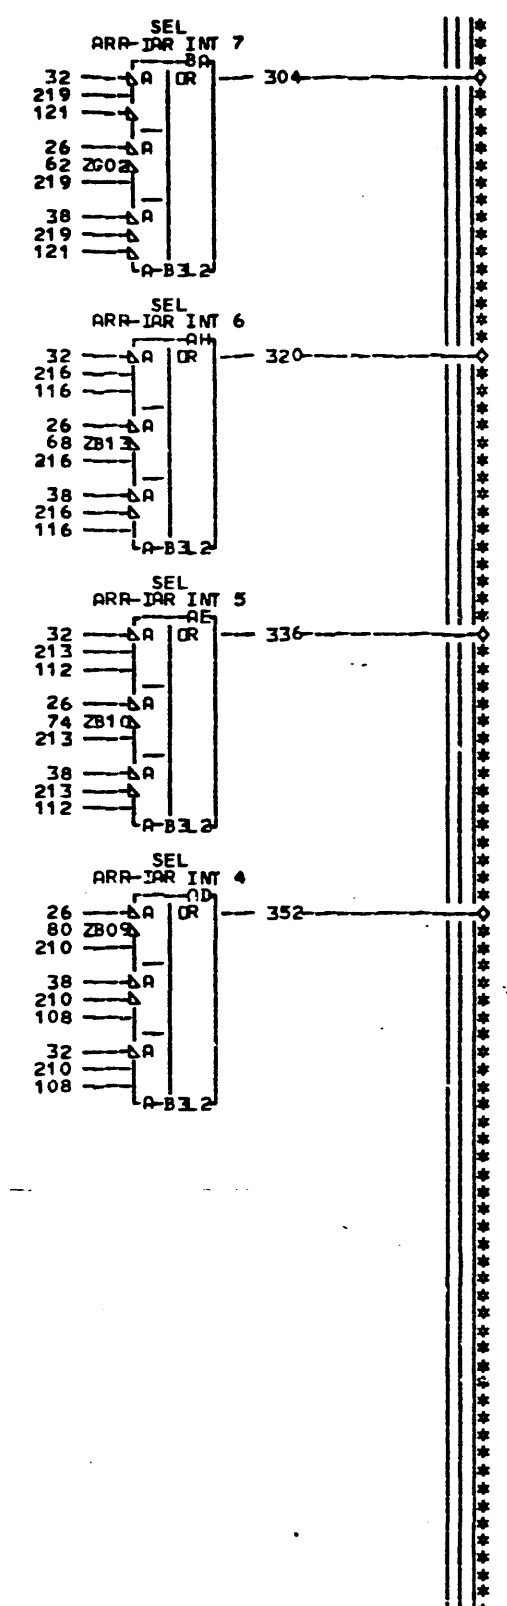 SEL
ARR-IAR INT 7
BA
32 A OR 304
219
121
26 A
62 ZG02
219
38 A
219
121
A-B3L2
SEL
ARR-IAR INT 6
AH
32 A OR 320
216
116
26 A
68 ZB13
216
38 A
216
116
A-B3L2
SEL
ARR-IAR INT 5
AE
32 A OR 336
213
112
26 A
74 ZB10
213
38 A
213
112
A-B3L2
SEL
ARR-IAR INT 4
AD
26 A OR 352
80 ZB09
210
38 A
210
108
32 A
210
108
A-B3L2